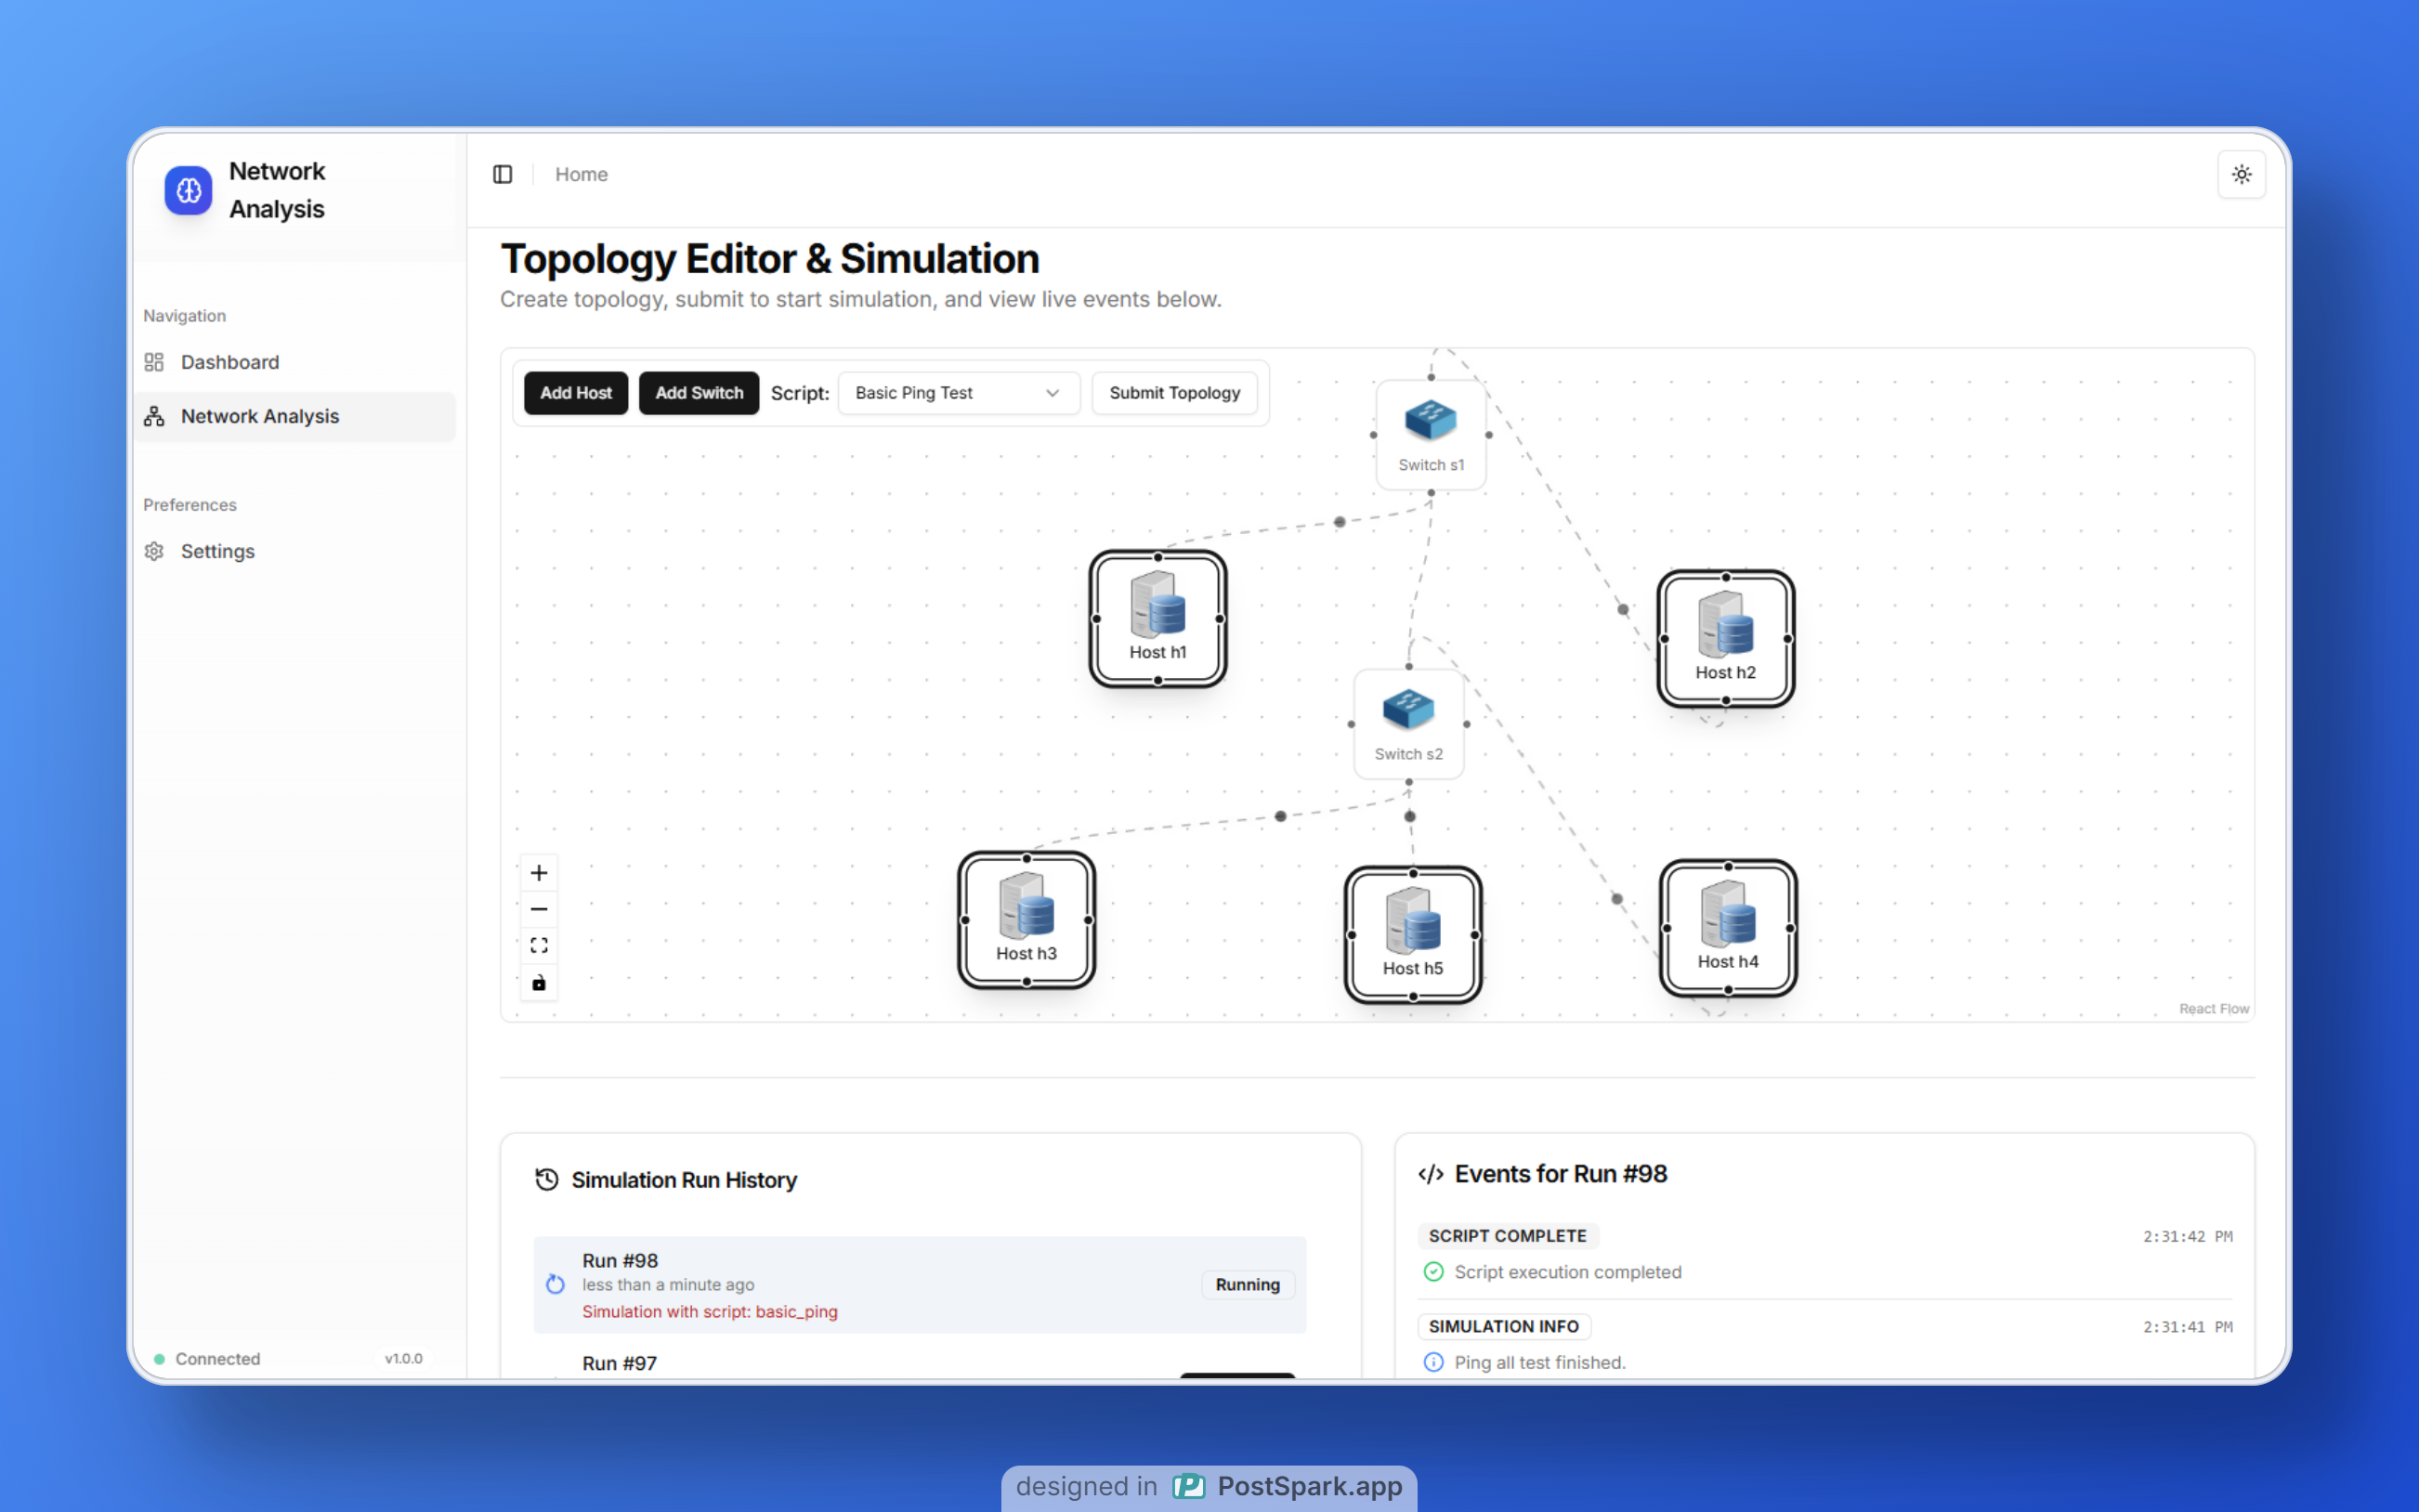 Network
Analysis
Home
Navigation
Dashboard
Network Analysis
Preferences
Settings
Connected
v1.0.0
Topology Editor & Simulation
Create topology, submit to start simulation, and view live events below.
Add Host
Add Switch
Script:
Basic Ping Test
Submit Topology
Switch s1
Host h1
Host h2
Switch s2
Host h3
Host h5
Host h4
React Flow
Simulation Run History
Run #98
less than a minute ago
Running
Simulation with script: basic_ping
Run #97
Events for Run #98
SCRIPT COMPLETE
2:31:42 PM
Script execution completed
SIMULATION INFO
2:31:41 PM
Ping all test finished.
designed in PostSpark.app